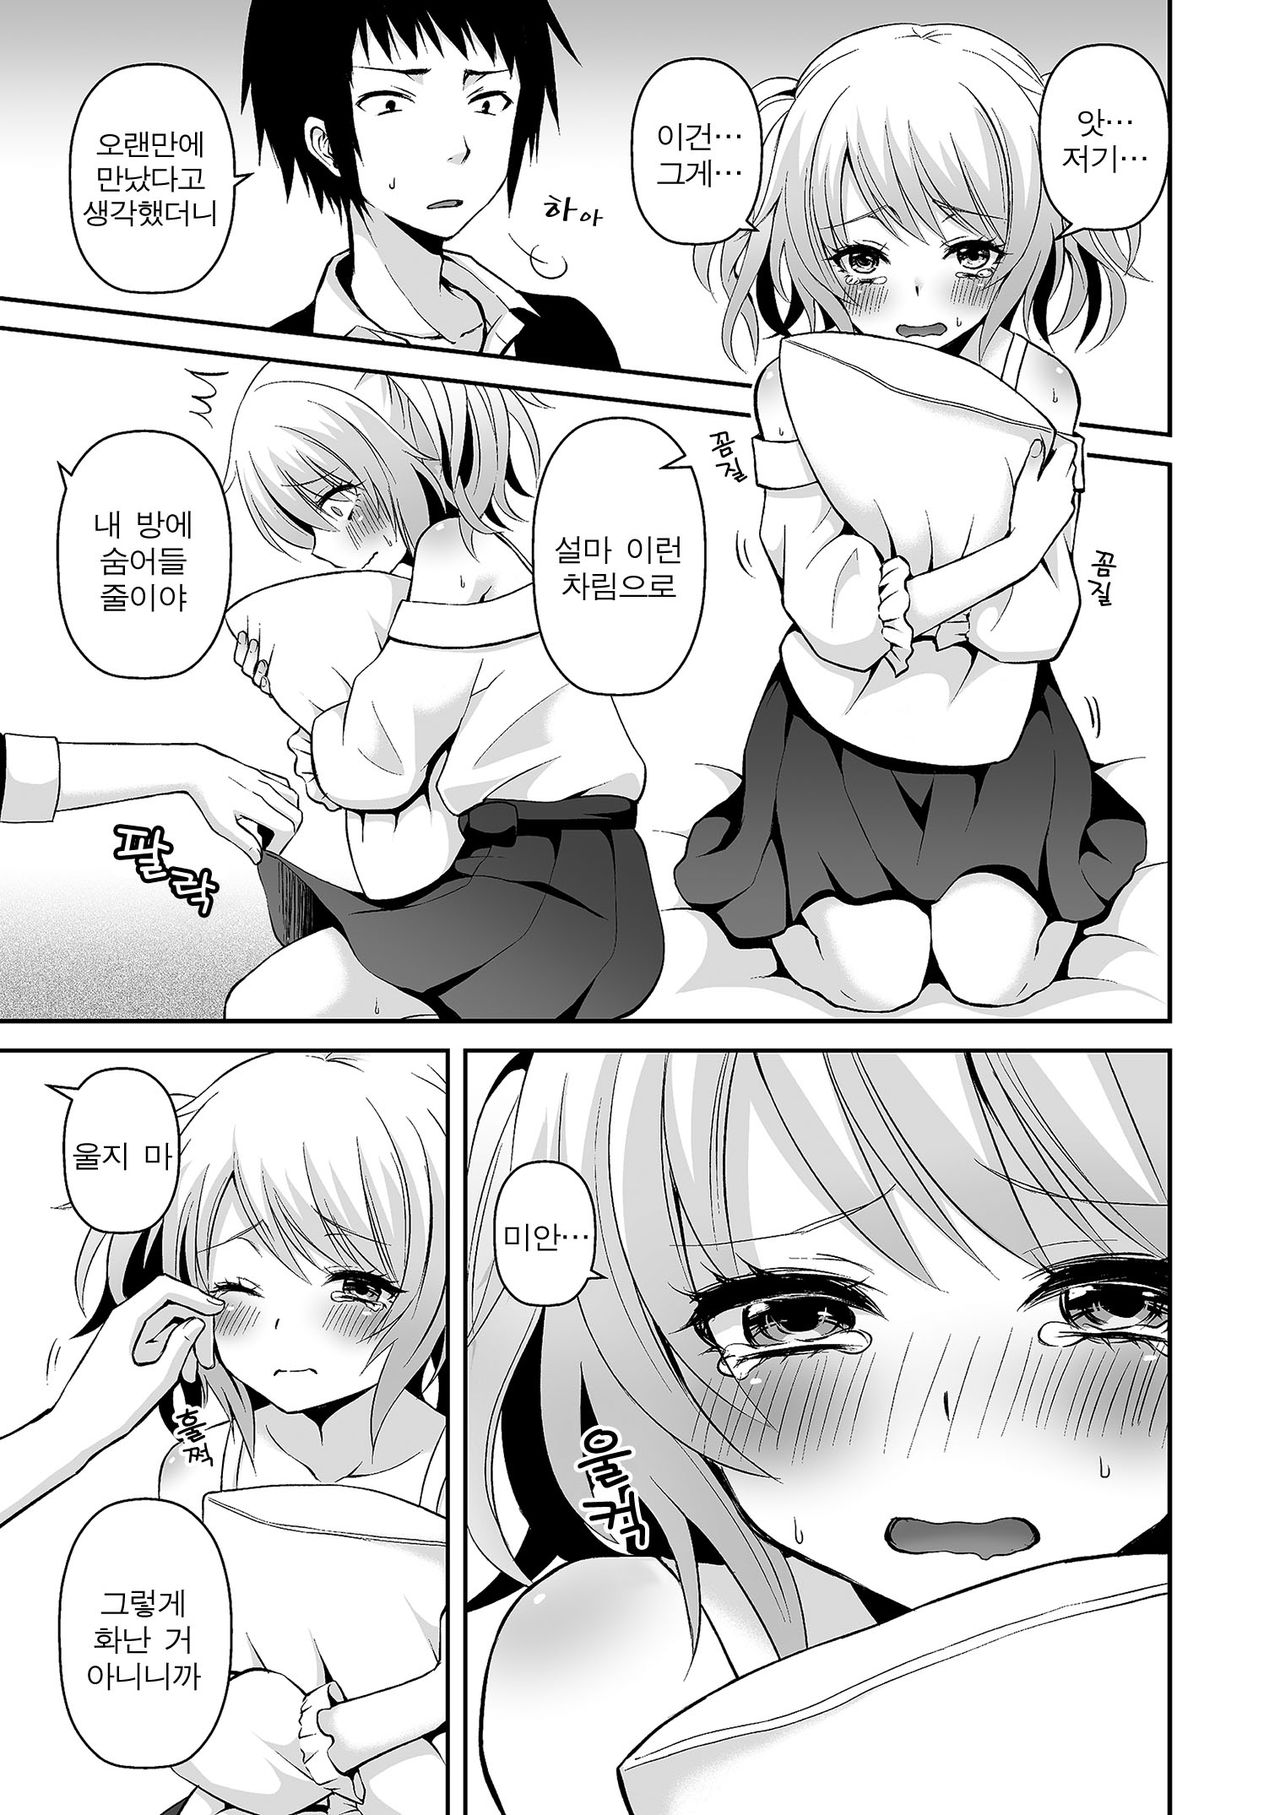 앗…
저기…
이건…
그게…
하아
오랜만에
만났다고
생각했더니
꼼질
꼼질
설마 이런
차림으로
내 방에
숨어들
줄이야
팔락
미안…
울컥
울지 마
훌쩍
그렇게
화난 거
아니니까